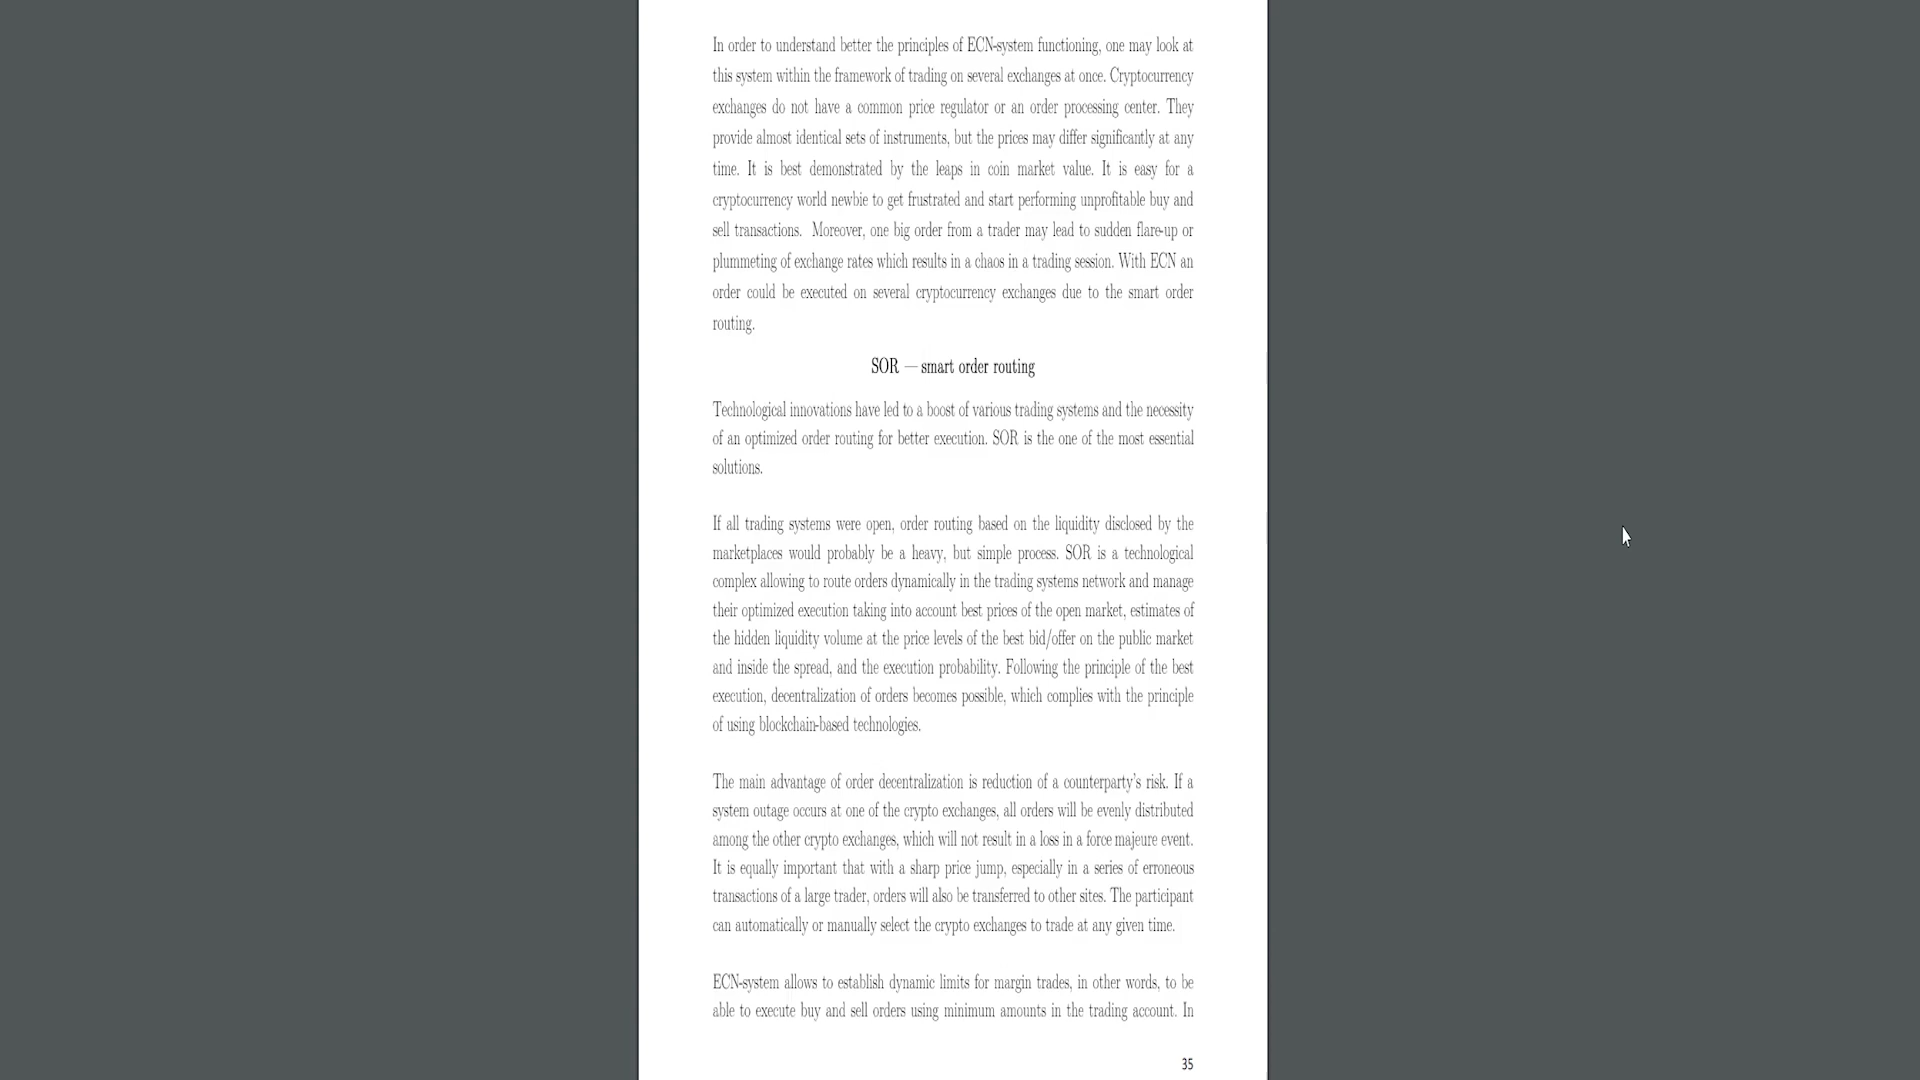 In order to understand better the principles of ECN-system functioning, one may look at
this system within the framework of trading on several exchanges at once. Cryptocurrency
exchanges do not have a common price regulator or an order processing center. They
provide almost identical sets of instruments, but the prices may differ significantly at any
time. It is best demonstrated by the leaps in coin market value. It is easy for a
cryptocurrency world newbie to get frustrated and start performing unprofitable buy and
sell transactions. Moreover, one big order from a trader may lead to sudden flare-up or
plummeting of exchange rates which results in a chaos in a trading session. With ECN an
order could be executed on several cryptocurrency exchanges due to the smart order
routing.
SOR — smart order routing
Technological innovations have led to a boost of various trading systems and the necessity
of an optimized order routing for better execution. SOR is the one of the most essential
solutions.
If all trading systems were open, order routing based on the liquidity disclosed by the
marketplaces would probably be a heavy, but simple process. SOR is a technological
complex allowing to route orders dynamically in the trading systems network and manage
their optimized execution taking into account best prices of the open market, estimates of
the hidden liquidity volume at the price levels of the best bid/offer on the public market
and inside the spread, and the execution probability. Following the principle of the best
execution, decentralization of orders becomes possible, which complies with the principle
of using blockchain-based technologies.
The main advantage of order decentralization is reduction of a counterparty's risk. If a
system outage occurs at one of the crypto exchanges, all orders will be evenly distributed
among the other crypto exchanges, which will not result in a loss in a force majeure event.
It is equally important that with a sharp price jump, especially in a series of erroneous
transactions of a large trader, orders will also be transferred to other sites. The participant
can automatically or manually select the crypto exchanges to trade at any given time.
ECN-system allows to establish dynamic limits for margin trades, in other words, to be
able to execute buy and sell orders using minimum amounts in the trading account. In
35